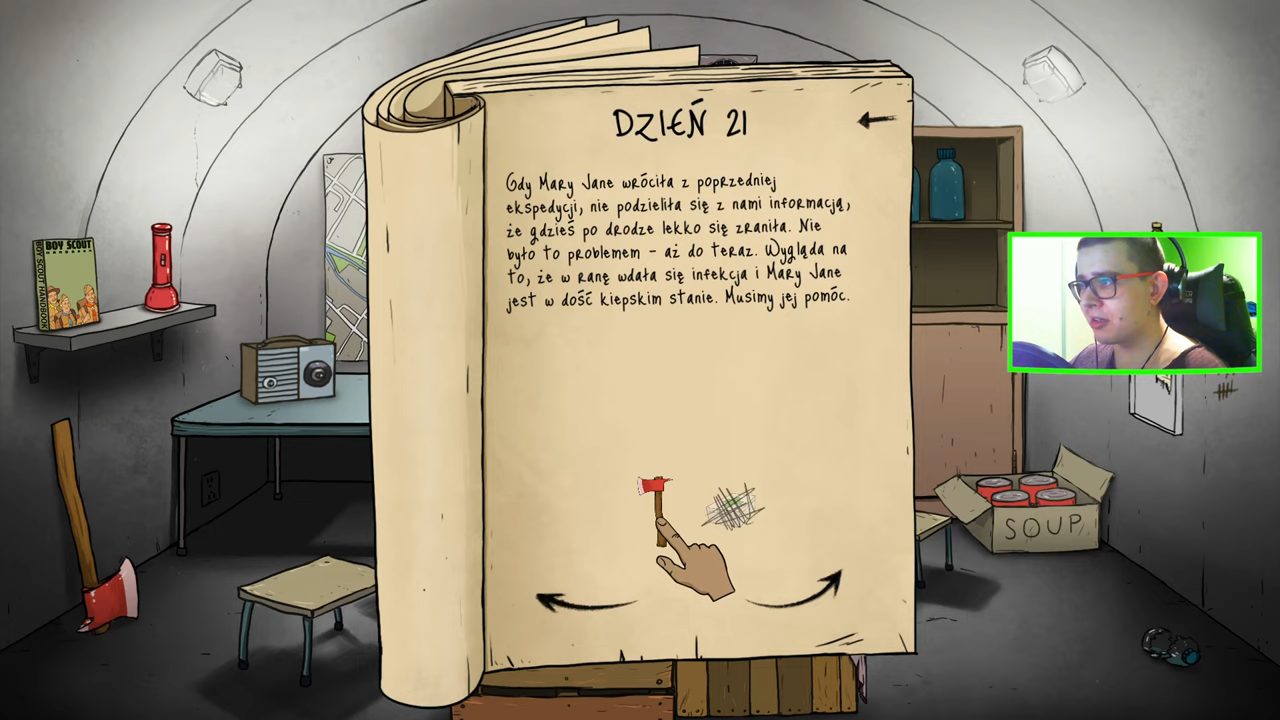 DZIEŃ 21
Gdy Mary Jane wróciła z poprzedniej
ekspedycji, nie podzieliła się z nami informacją,
że gdzieś po drodze lekko się zraniła. Nie
było to problemem - aż do teraz. Wygląda na
to, że w ranę wdała się infekcja i Mary Jane
jest w dość kiepskim stanie. Musimy jej pomóc.
BOY SCOUT
BOY SCOUT HANDBOOK
SOUP